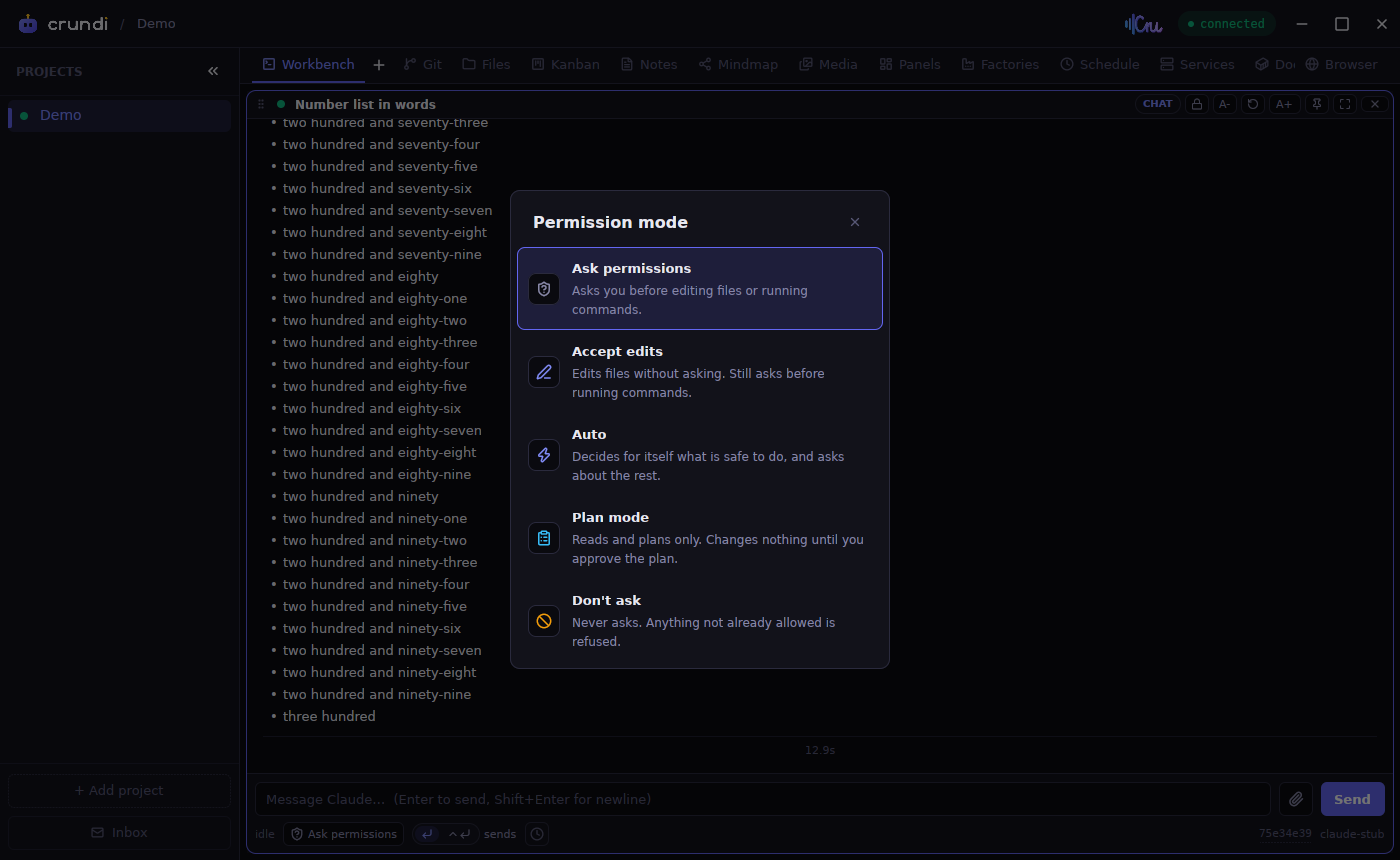 crundi / Demo
Cru
connected
PROJECTS
Demo
+ Add project
Inbox
Workbench
Git
Files
Kanban
Notes
Mindmap
Media
Panels
Factories
Schedule
Services
Doc
Browser
Number list in words
CHAT
A-
A+
two hundred and seventy-three
• two hundred and seventy-four
• two hundred and seventy-five
• two hundred and seventy-six
• two hundred and seventy-seven
• two hundred and seventy-eight
• two hundred and seventy-nine
• two hundred and eighty
• two hundred and eighty-one
• two hundred and eighty-two
• two hundred and eighty-three
• two hundred and eighty-four
• two hundred and eighty-five
• two hundred and eighty-six
• two hundred and eighty-seven
• two hundred and eighty-eight
• two hundred and eighty-nine
• two hundred and ninety
• two hundred and ninety-one
• two hundred and ninety-two
• two hundred and ninety-three
• two hundred and ninety-four
• two hundred and ninety-five
• two hundred and ninety-six
• two hundred and ninety-seven
• two hundred and ninety-eight
• two hundred and ninety-nine
• three hundred
12.9s
Permission mode
Ask permissions
Asks you before editing files or running
commands.
Accept edits
Edits files without asking. Still asks before
running commands.
Auto
Decides for itself what is safe to do, and asks
about the rest.
Plan mode
Reads and plans only. Changes nothing until you
approve the plan.
Don't ask
Never asks. Anything not already allowed is
refused.
Message Claude... (Enter to send, Shift+Enter for newline)
Send
idle
Ask permissions
sends
75e34e39
claude-stub